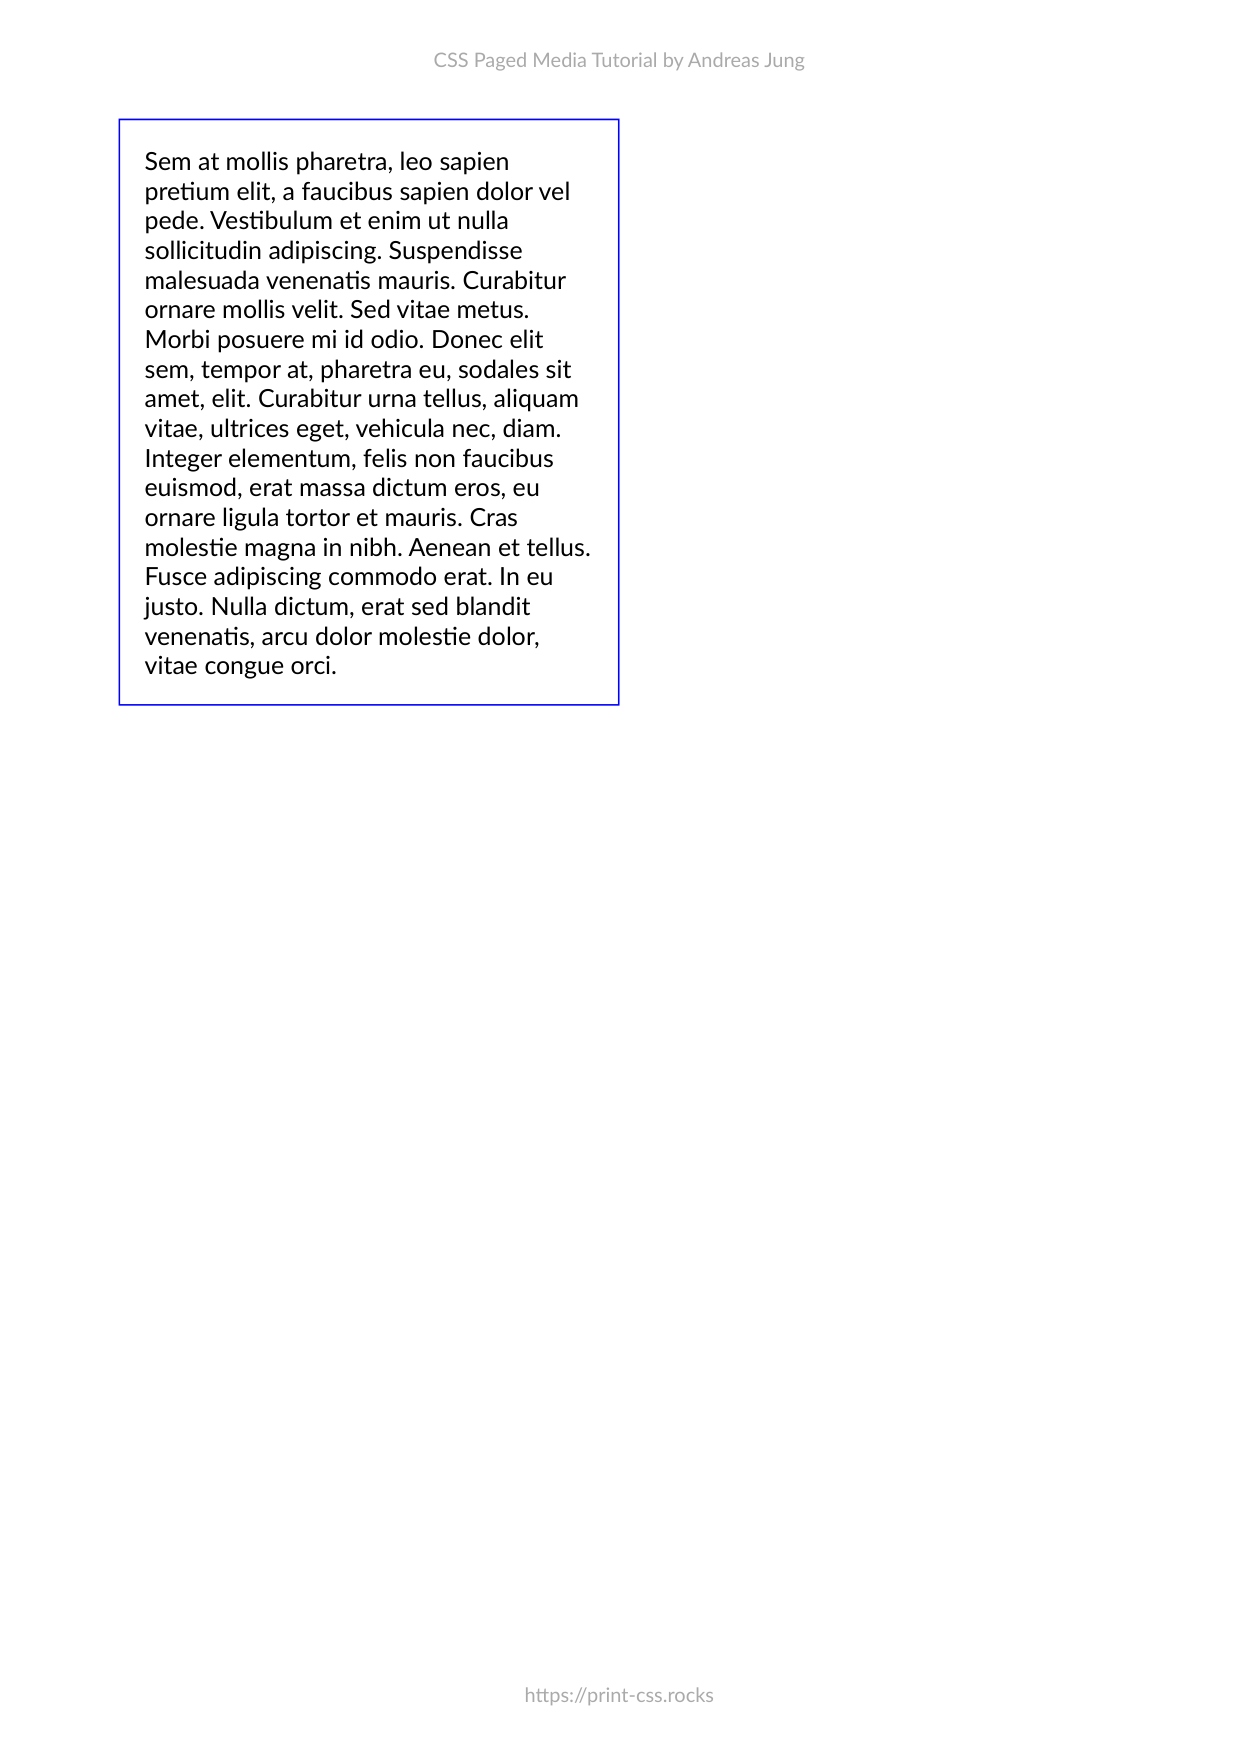 CSS Paged Media Tutorial by Andreas Jung
Sem at mollis pharetra, leo sapien
pretium elit, a faucibus sapien dolor vel
pede. Vestibulum et enim ut nulla
sollicitudin adipiscing. Suspendisse
malesuada venenatis mauris. Curabitur
ornare mollis velit. Sed vitae metus.
Morbi posuere mi id odio. Donec elit
sem, tempor at, pharetra eu, sodales sit
amet, elit. Curabitur urna tellus, aliquam
vitae, ultrices eget, vehicula nec, diam.
Integer elementum, felis non faucibus
euismod, erat massa dictum eros, eu
ornare ligula tortor et mauris. Cras
molestie magna in nibh. Aenean et tellus.
Fusce adipiscing commodo erat. In eu
justo. Nulla dictum, erat sed blandit
venenatis, arcu dolor molestie dolor,
vitae congue orci.
https://print-css.rocks